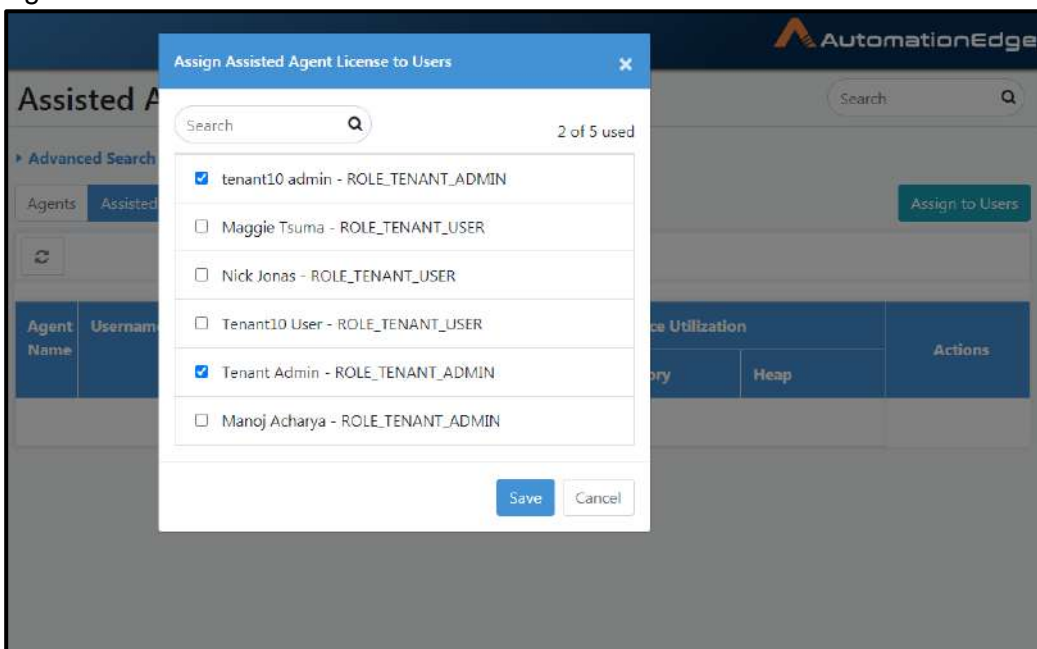 AutomationEdge
Assign Assisted Agent License to Users ×
Assisted A
Search
Search
2 of 5 used
Advanced Search
tenant10 admin - ROLE_TENANT_ADMIN
Agents Assisted
Assign to Users
Maggie Tsuma - ROLE_TENANT_USER
Nick Jonas - ROLE_TENANT_USER
Agent Name
Usernam
Tenant10 User - ROLE_TENANT_USER
ce Utilization
Actions
Tenant Admin - ROLE_TENANT_ADMIN
ory
Heap
Manoj Acharya - ROLE_TENANT_ADMIN
Save
Cancel